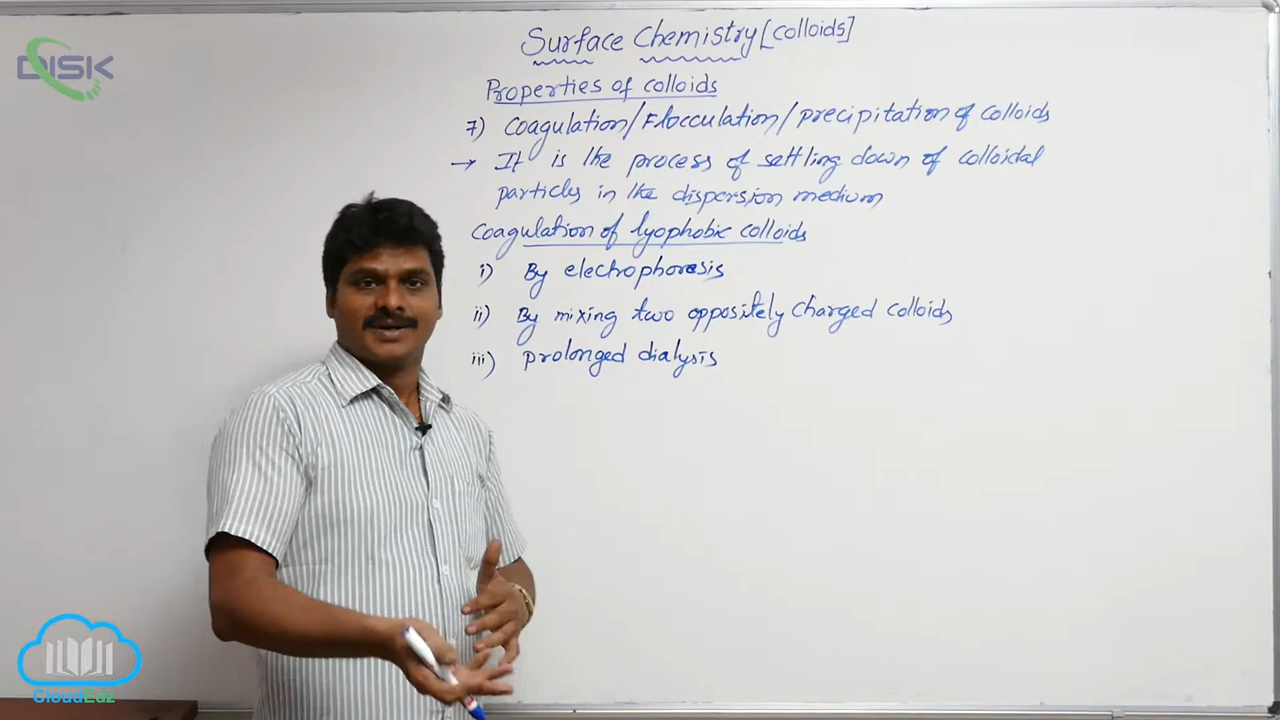 DISK
Surface Chemistry [colloids]
Properties of colloids
7) Coagulation/Flocculation/precipitation of colloids
→ It is the process of settling down of colloidal
particles in the dispersion medium
Coagulation of lyophobic colloids
i) By electrophoresis
ii) By mixing two oppositely charged colloids
iii) prolonged dialysis
CloudEdz